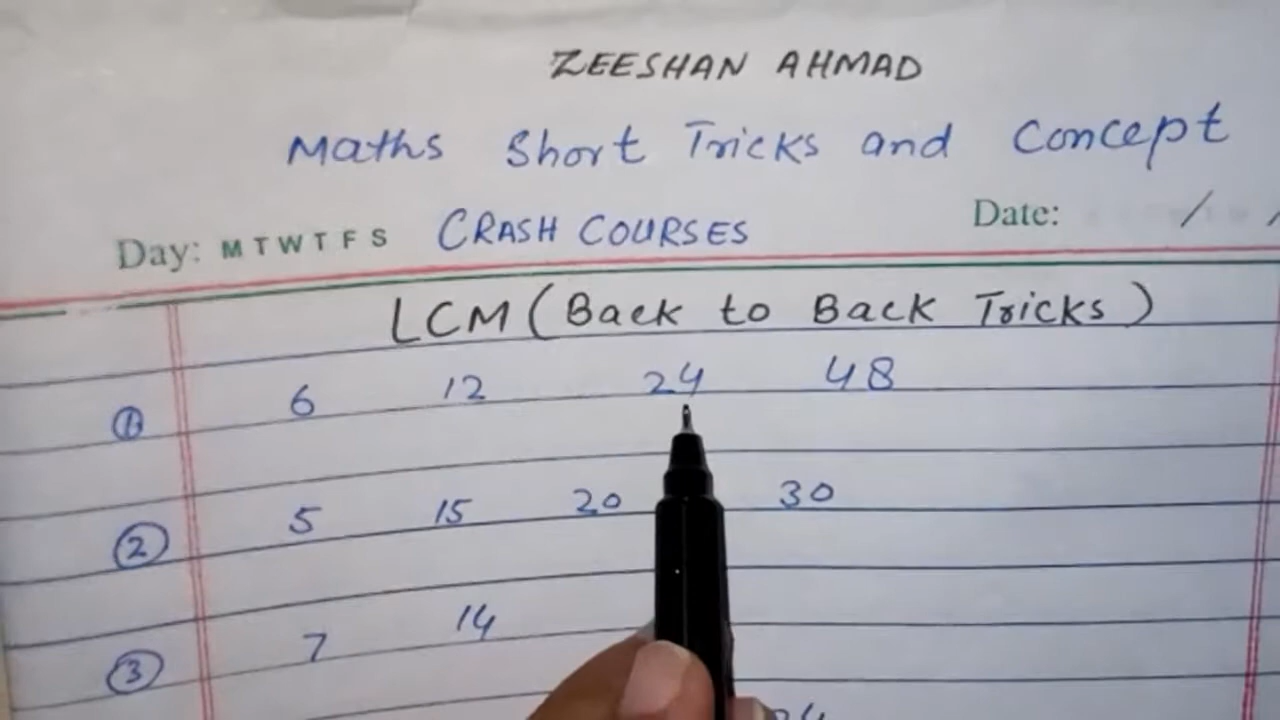 ZEESHAN AHMAD
Maths Short Tricks and Concept
Day: M T W T F S CRASH COURSES Date: / /
LCM (Back to Back Tricks)
① 6 12 24 48
② 5 15 20 30
③ 7 14